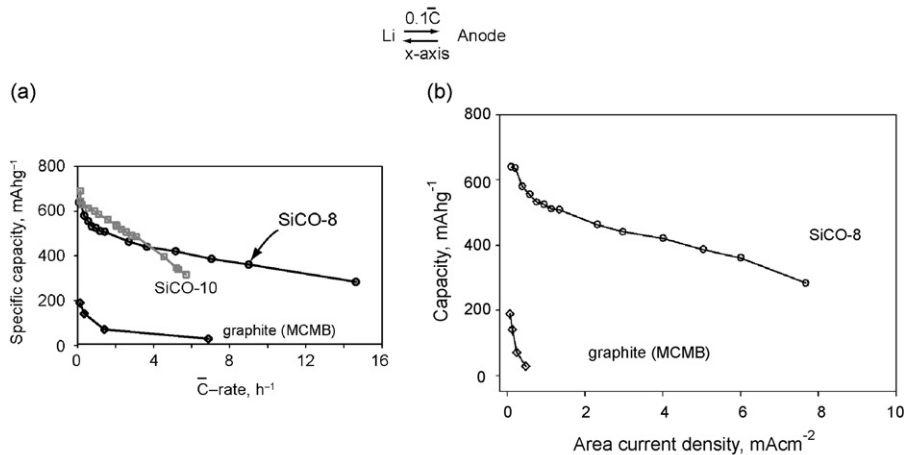 0.1C̅
Li ⇌ Anode
x-axis
(a)
(b)
Specific capacity, mAhg⁻¹
800
600
400
200
0
SiCO-8
SiCO-10
graphite (MCMB)
0 4 8 12 16
C̅–rate, h⁻¹
Capacity, mAhg⁻¹
800
600
400
200
0
SiCO-8
graphite (MCMB)
0 2 4 6 8 10
Area current density, mAcm⁻²